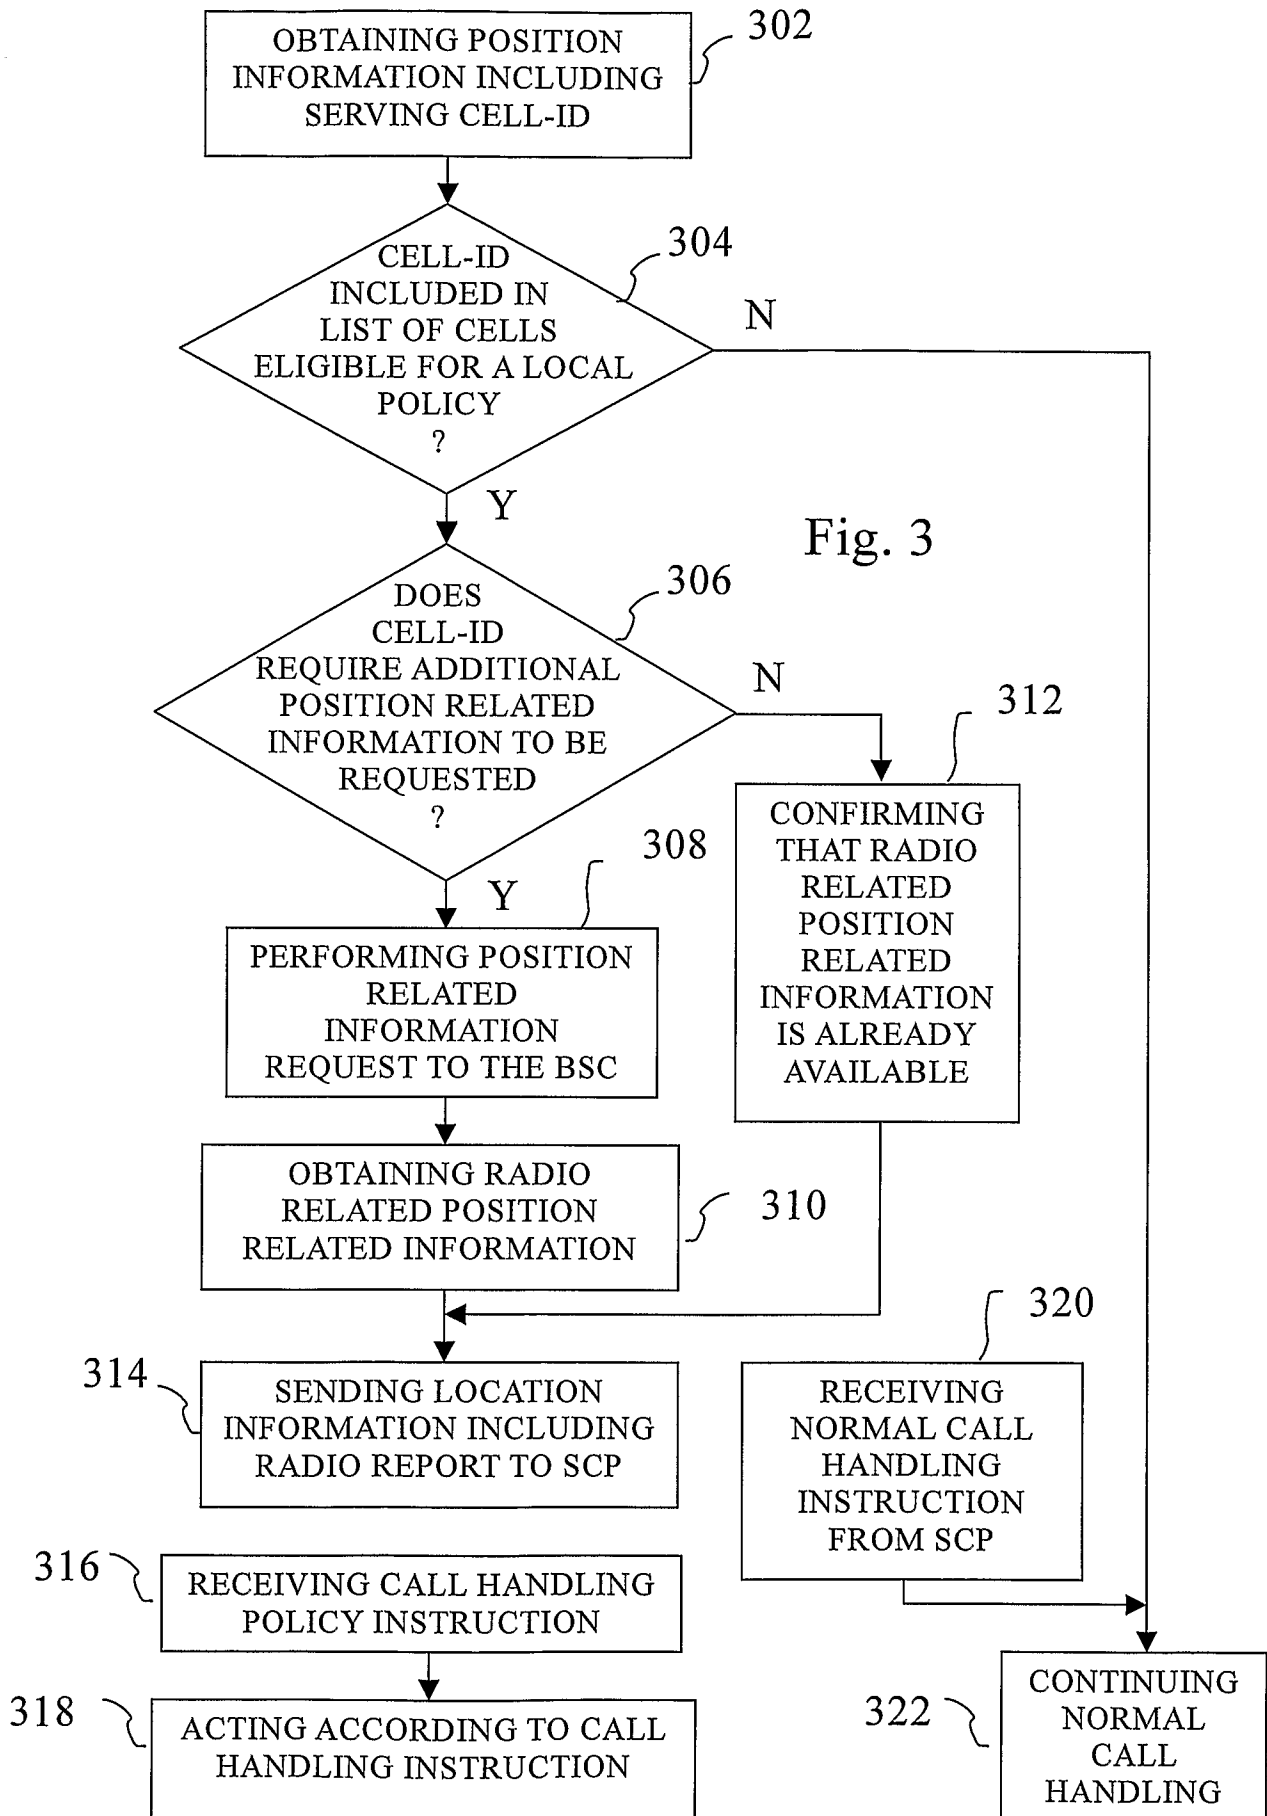 302
OBTAINING POSITION
INFORMATION INCLUDING
SERVING CELL-ID
304
CELL-ID
INCLUDED IN
LIST OF CELLS
ELIGIBLE FOR A LOCAL
POLICY
?
N
Y
Fig. 3
306
DOES
CELL-ID
REQUIRE ADDITIONAL
POSITION RELATED
INFORMATION TO BE
REQUESTED
?
N
Y
312
CONFIRMING
THAT RADIO
RELATED
POSITION
RELATED
INFORMATION
IS ALREADY
AVAILABLE
308
PERFORMING POSITION
RELATED
INFORMATION
REQUEST TO THE BSC
310
OBTAINING RADIO
RELATED POSITION
RELATED INFORMATION
314
SENDING LOCATION
INFORMATION INCLUDING
RADIO REPORT TO SCP
320
RECEIVING
NORMAL CALL
HANDLING
INSTRUCTION
FROM SCP
316
RECEIVING CALL HANDLING
POLICY INSTRUCTION
318
ACTING ACCORDING TO CALL
HANDLING INSTRUCTION
322
CONTINUING
NORMAL
CALL
HANDLING